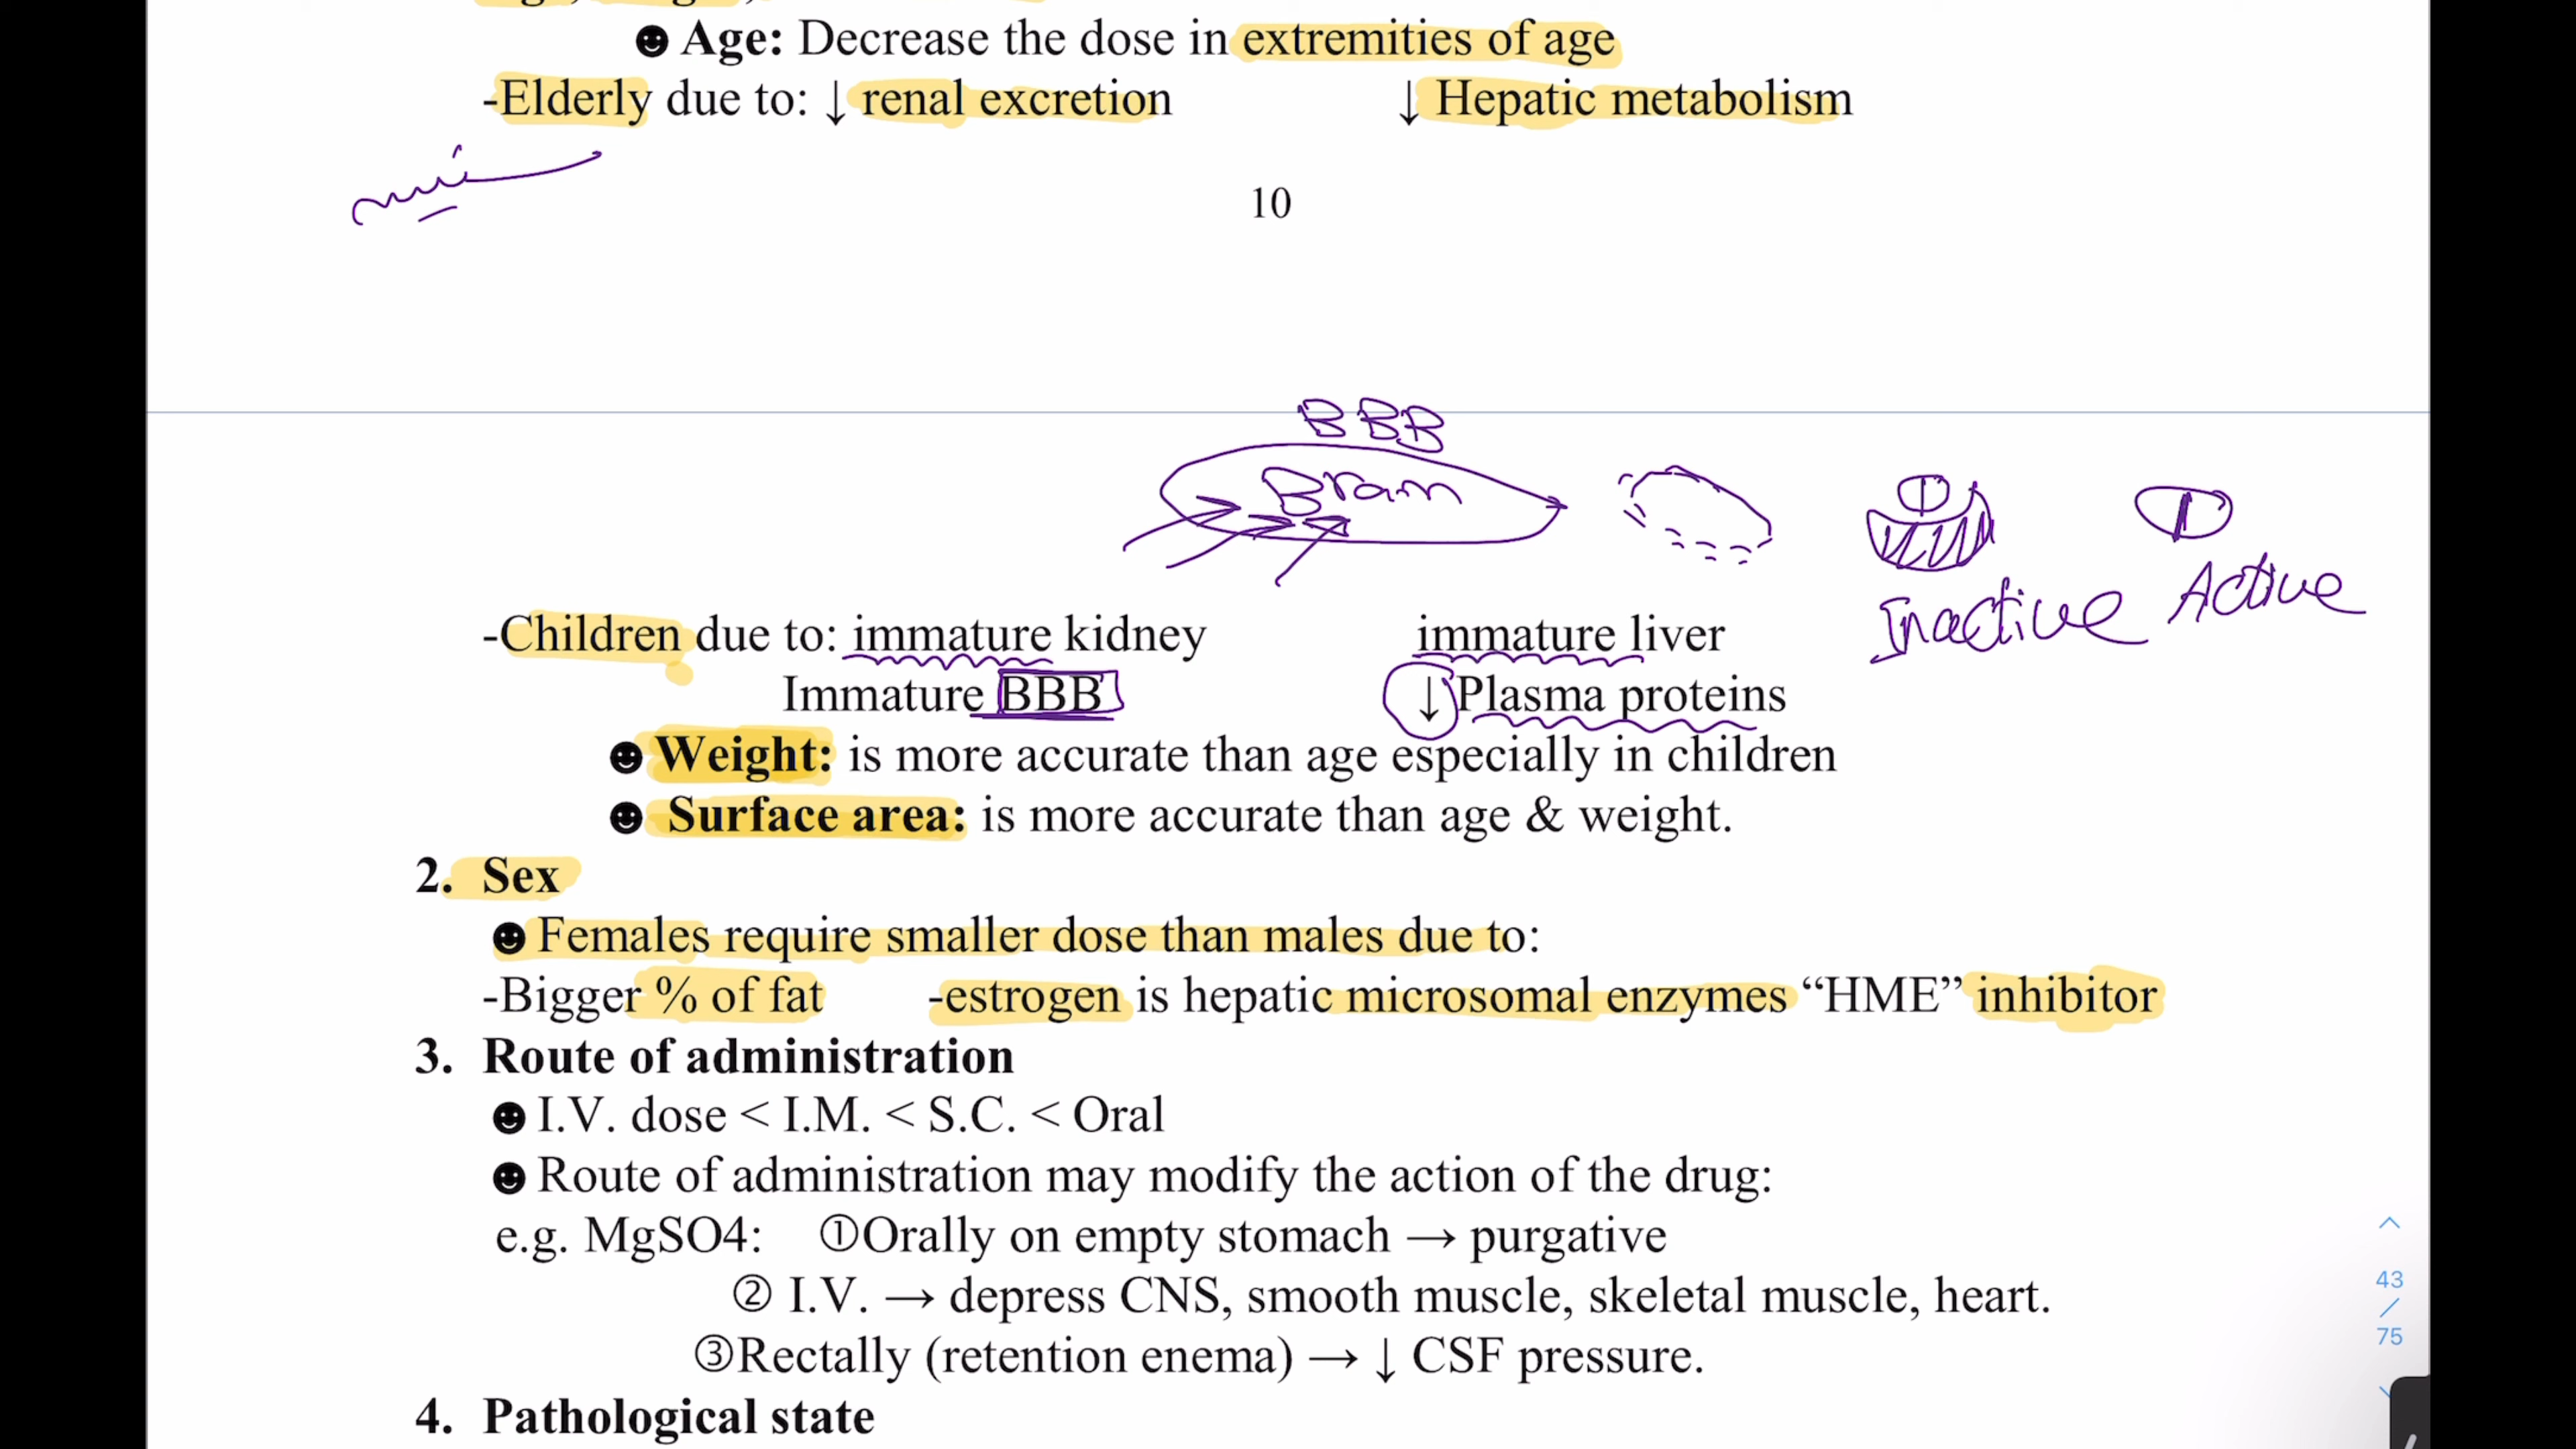 ☻ Age: Decrease the dose in extremities of age
-Elderly due to: ↓ renal excretion ↓ Hepatic metabolism
10
BBB
Brain
Inactive Active
-Children due to: immature kidney immature liver
Immature BBB ↓ Plasma proteins
☻ Weight: is more accurate than age especially in children
☻ Surface area: is more accurate than age & weight.
2. Sex
☻ Females require smaller dose than males due to:
-Bigger % of fat -estrogen is hepatic microsomal enzymes “HME” inhibitor
3. Route of administration
☻ I.V. dose < I.M. < S.C. < Oral
☻ Route of administration may modify the action of the drug:
e.g. MgSO4: ①Orally on empty stomach → purgative
② I.V. → depress CNS, smooth muscle, skeletal muscle, heart.
③Rectally (retention enema) → ↓ CSF pressure.
4. Pathological state
43
/
75